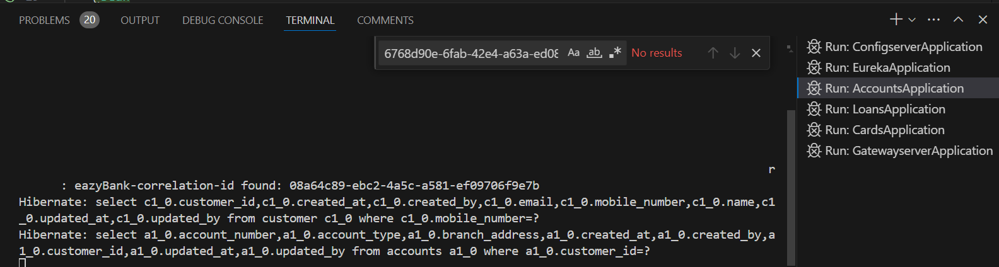 PROBLEMS 20 OUTPUT DEBUG CONSOLE TERMINAL COMMENTS
6768d90e-6fab-42e4-a63a-ed08 Aa ab .* No results
Run: ConfigserverApplication
Run: EurekaApplication
Run: AccountsApplication
Run: LoansApplication
Run: CardsApplication
Run: GatewayserverApplication
r
: eazyBank-correlation-id found: 08a64c89-ebc2-4a5c-a581-ef09706f9e7b
Hibernate: select c1_0.customer_id,c1_0.created_at,c1_0.created_by,c1_0.email,c1_0.mobile_number,c1_0.name,c1
_0.updated_at,c1_0.updated_by from customer c1_0 where c1_0.mobile_number=?
Hibernate: select a1_0.account_number,a1_0.account_type,a1_0.branch_address,a1_0.created_at,a1_0.created_by,a
1_0.customer_id,a1_0.updated_at,a1_0.updated_by from accounts a1_0 where a1_0.customer_id=?